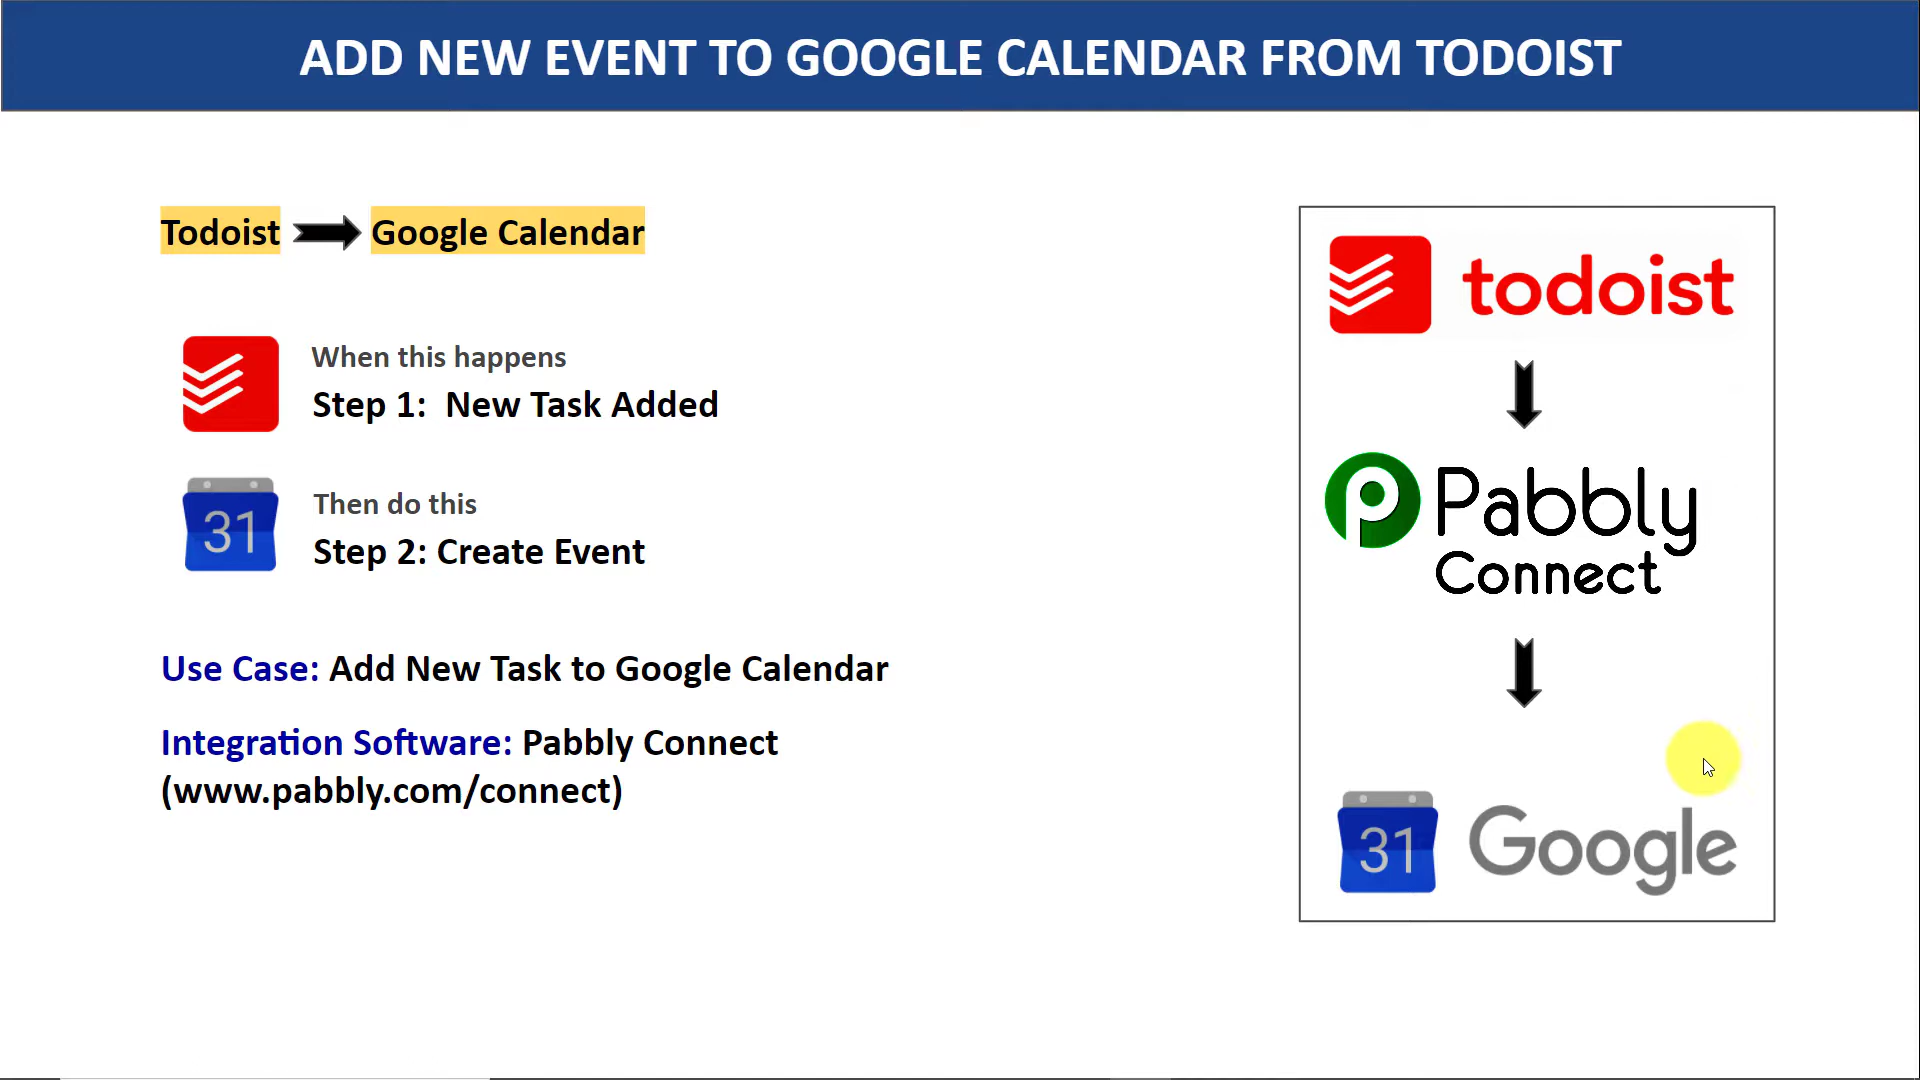 ADD NEW EVENT TO GOOGLE CALENDAR FROM TODOIST
Todoist Google Calendar
When this happens
Step 1: New Task Added
31
Then do this
Step 2: Create Event
Use Case: Add New Task to Google Calendar
Integration Software: Pabbly Connect
(www.pabbly.com/connect)
todoist
Pabbly
Connect
31 Google